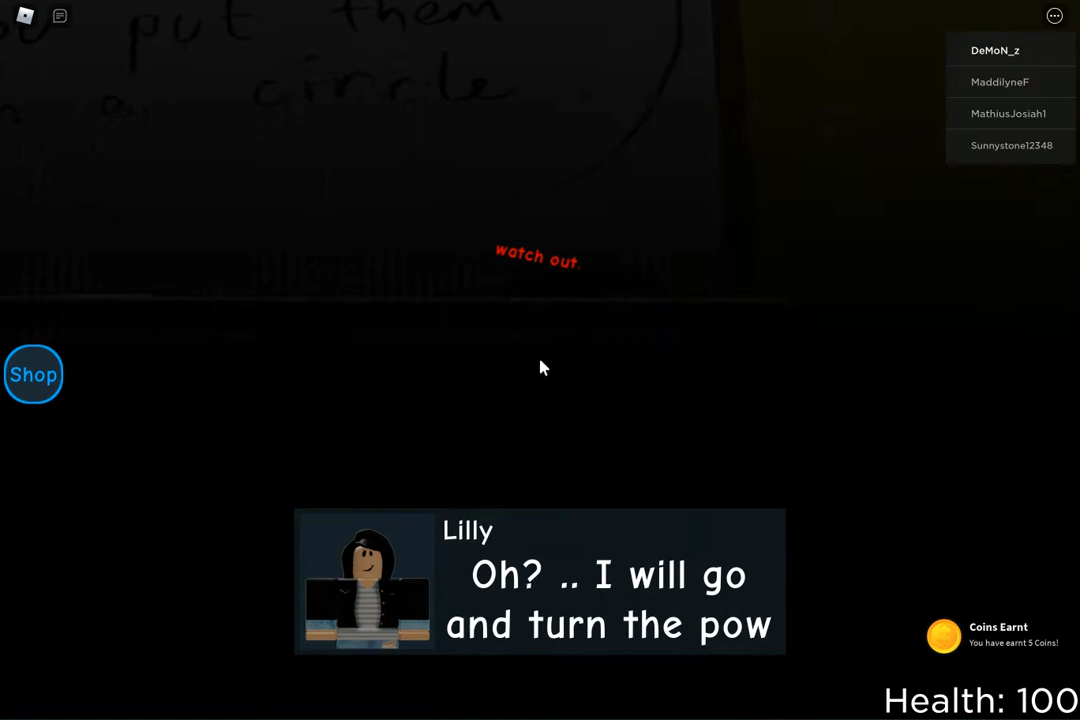 put them
circle
DeMoN_z
MaddilyneF
MathiusJosiah1
Sunnystone12348
watch out.
Shop
Lilly
Oh? .. I will go
and turn the pow
Coins Earnt
You have earnt 5 Coins!
Health: 100